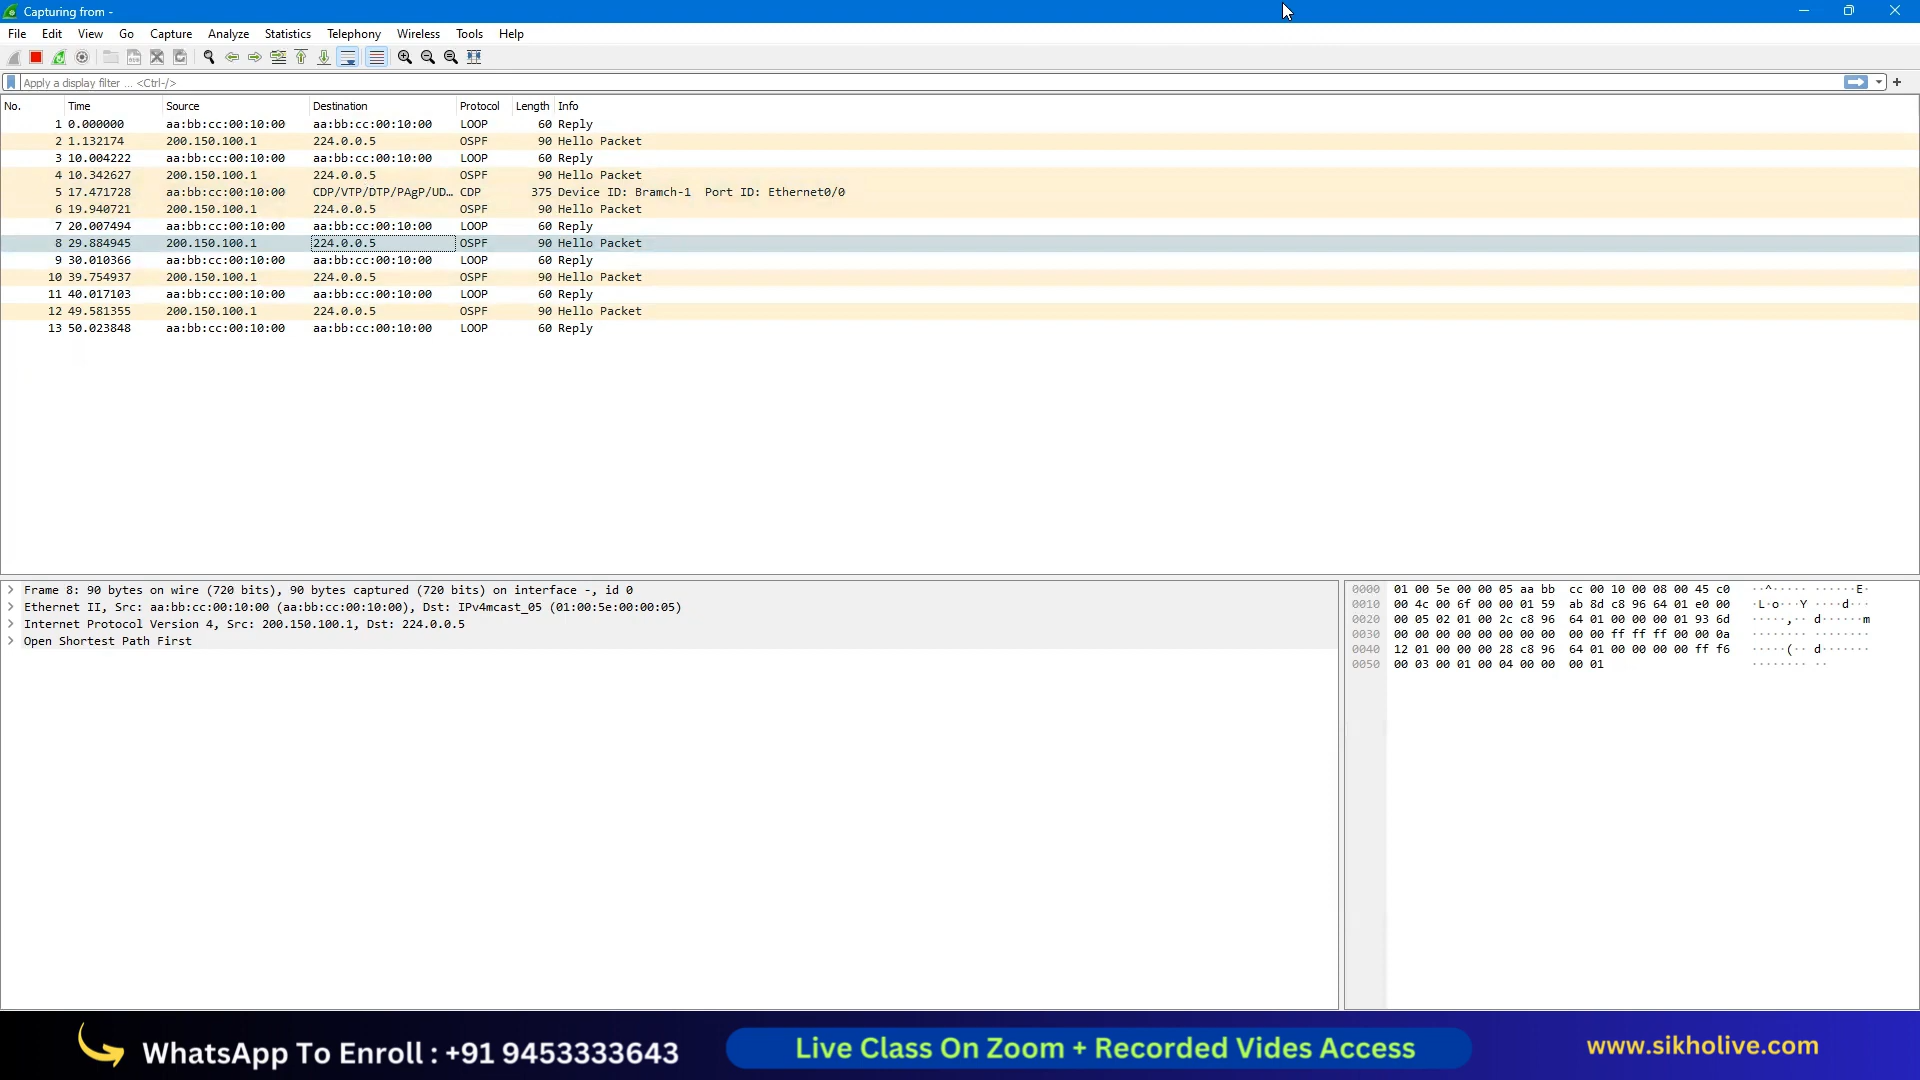 Capturing from -
File Edit View Go Capture Analyze Statistics Telephony Wireless Tools Help
Apply a display filter ... <Ctrl-/>
No. Time Source Destination Protocol Length Info
1 0.000000 aa:bb:cc:00:10:00 aa:bb:cc:00:10:00 LOOP 60 Reply
2 1.132174 200.150.100.1 224.0.0.5 OSPF 90 Hello Packet
3 10.004222 aa:bb:cc:00:10:00 aa:bb:cc:00:10:00 LOOP 60 Reply
4 10.342627 200.150.100.1 224.0.0.5 OSPF 90 Hello Packet
5 17.471728 aa:bb:cc:00:10:00 CDP/VTP/DTP/PAgP/UD… CDP 375 Device ID: Bramch-1 Port ID: Ethernet0/0
6 19.940721 200.150.100.1 224.0.0.5 OSPF 90 Hello Packet
7 20.007494 aa:bb:cc:00:10:00 aa:bb:cc:00:10:00 LOOP 60 Reply
8 29.884945 200.150.100.1 224.0.0.5 OSPF 90 Hello Packet
9 30.010366 aa:bb:cc:00:10:00 aa:bb:cc:00:10:00 LOOP 60 Reply
10 39.754937 200.150.100.1 224.0.0.5 OSPF 90 Hello Packet
11 40.017103 aa:bb:cc:00:10:00 aa:bb:cc:00:10:00 LOOP 60 Reply
12 49.581355 200.150.100.1 224.0.0.5 OSPF 90 Hello Packet
13 50.023848 aa:bb:cc:00:10:00 aa:bb:cc:00:10:00 LOOP 60 Reply
Frame 8: 90 bytes on wire (720 bits), 90 bytes captured (720 bits) on interface -, id 0
Ethernet II, Src: aa:bb:cc:00:10:00 (aa:bb:cc:00:10:00), Dst: IPv4mcast_05 (01:00:5e:00:00:05)
Internet Protocol Version 4, Src: 200.150.100.1, Dst: 224.0.0.5
Open Shortest Path First
0000 01 00 5e 00 00 05 aa bb cc 00 10 00 08 00 45 c0 ··^····· ······E·
0010 00 4c 00 6f 00 00 01 59 ab 8d c8 96 64 01 e0 00 ·L·o···Y ····d···
0020 00 05 02 01 00 2c c8 96 64 01 00 00 00 01 93 6d ·····,·· d······m
0030 00 00 00 00 00 00 00 00 00 00 ff ff ff 00 00 0a ········ ········
0040 12 01 00 00 00 28 c8 96 64 01 00 00 00 00 ff f6 ·····(·· d·······
0050 00 03 00 01 00 04 00 00 00 01 ········ ··
WhatsApp To Enroll : +91 9453333643
Live Class On Zoom + Recorded Vides Access
www.sikholive.com